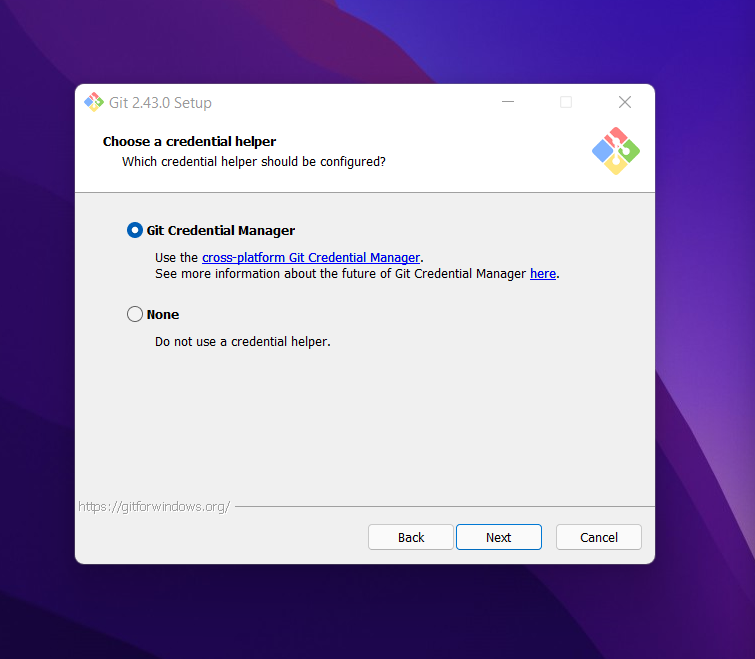 Git 2.43.0 Setup
Choose a credential helper
Which credential helper should be configured?
Git Credential Manager
Use the cross-platform Git Credential Manager.
See more information about the future of Git Credential Manager here.
None
Do not use a credential helper.
https://gitforwindows.org/
Back Next Cancel